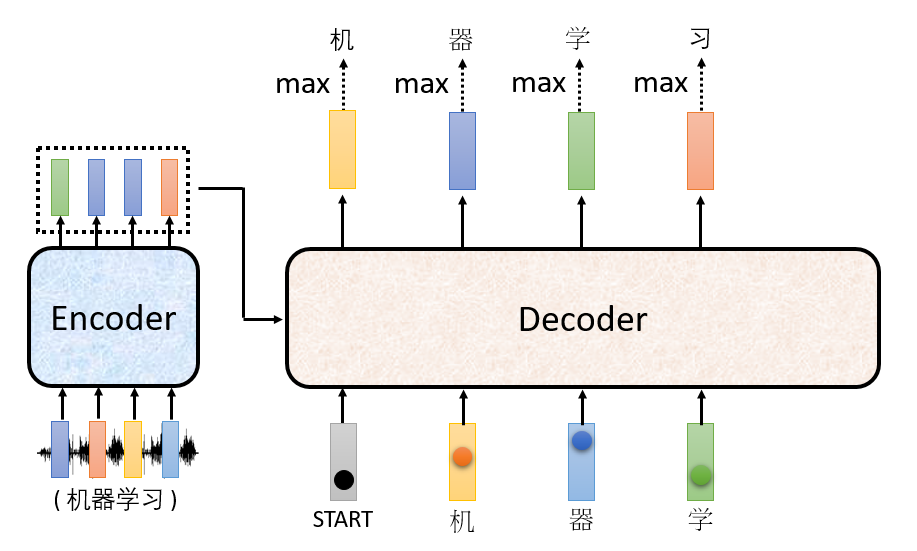 机 器 学 习
max max max max
Encoder
Decoder
(机器学习)
START 机 器 学